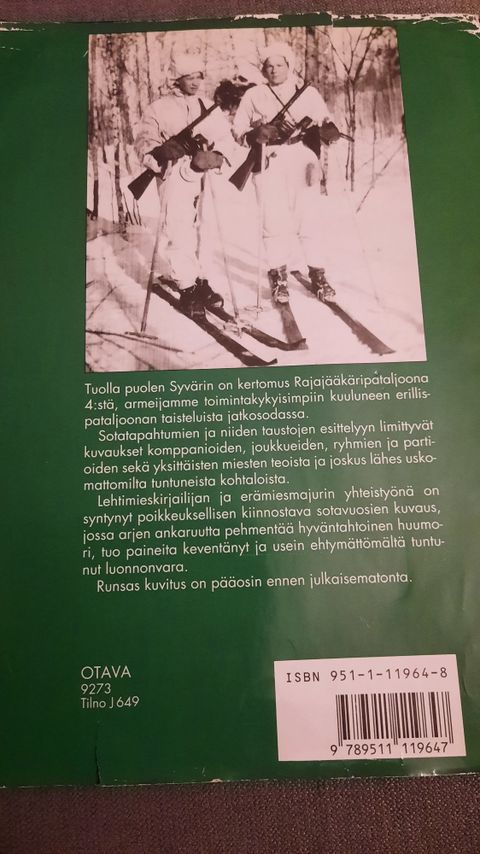 Tuolla puolen Syvärin on kertomus Rajajääkäripataljoona
4:stä, armeijamme toimintakykyisimpiin kuuluneen erillis-
pataljoonan taisteluista jatkosodassa.
Sotatapahtumien ja niiden taustojen esittelyyn limittyvät
kuvaukset komppanioiden, joukkueiden, ryhmien ja parti-
oiden sekä yksittäisten miesten teoista ja joskus lähes usko-
mattomilta tuntuneista kohtaloista.
Lehtimieskirjailijan ja erämiesmajurin yhteistyönä on
syntynyt poikkeuksellisen kiinnostava sotavuosien kuvaus,
jossa arjen ankaruutta pehmentää hyväntahtoinen huumo-
ri, tuo paineita keventänyt ja usein ehtymättömältä tuntu-
nut luonnonvara.
Runsas kuvitus on pääosin ennen julkaisematonta.
OTAVA
9273
Tilno J 649
ISBN 951-1-11964-8
9 789511 119647